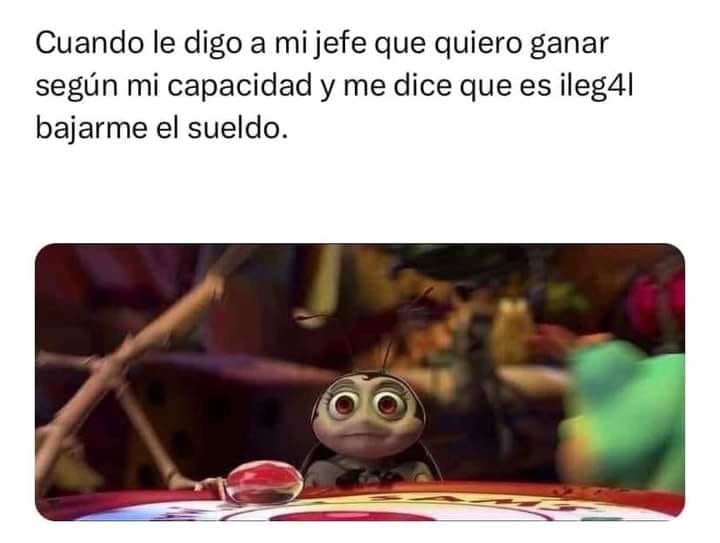 Cuando le digo a mi jefe que quiero ganar
según mi capacidad y me dice que es ileg4l
bajarme el sueldo.